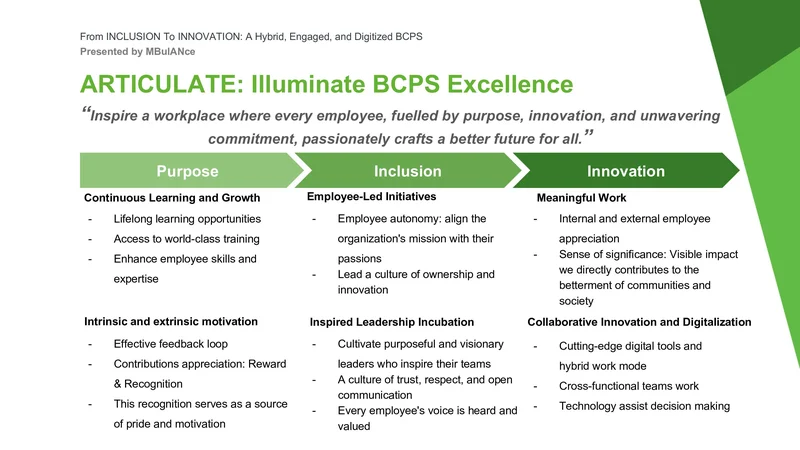 From INCLUSION To INNOVATION: A Hybrid, Engaged, and Digitized BCPS
Presented by MBulANce
ARTICULATE: Illuminate BCPS Excellence
“Inspire a workplace where every employee, fuelled by purpose, innovation, and unwavering
commitment, passionately crafts a better future for all.”
Purpose
Continuous Learning and Growth
- Lifelong learning opportunities
- Access to world-class training
- Enhance employee skills and
expertise
Intrinsic and extrinsic motivation
- Effective feedback loop
- Contributions appreciation: Reward
& Recognition
- This recognition serves as a source
of pride and motivation
Inclusion
Employee-Led Initiatives
- Employee autonomy: align the
organization's mission with their
passions
- Lead a culture of ownership and
innovation
Inspired Leadership Incubation
- Cultivate purposeful and visionary
leaders who inspire their teams
- A culture of trust, respect, and open
communication
- Every employee's voice is heard and
valued
Innovation
Meaningful Work
- Internal and external employee
appreciation
- Sense of significance: Visible impact
we directly contributes to the
betterment of communities and
society
Collaborative Innovation and Digitalization
- Cutting-edge digital tools and
hybrid work mode
- Cross-functional teams work
- Technology assist decision making